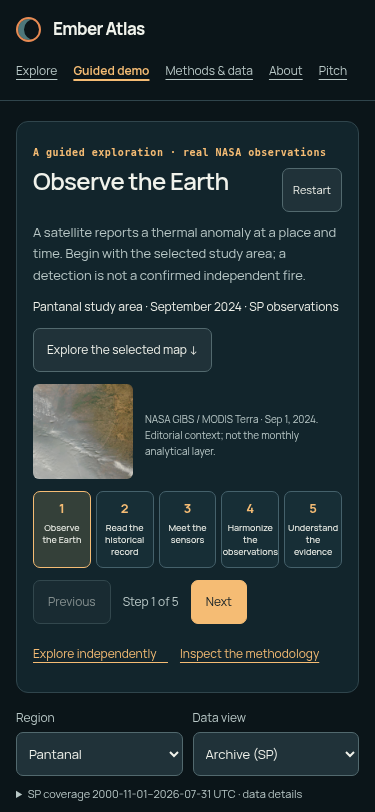 Ember Atlas
Explore Guided demo Methods & data About Pitch
A guided exploration · real NASA observations
Observe the Earth
Restart
A satellite reports a thermal anomaly at a place and
time. Begin with the selected study area; a
detection is not a confirmed independent fire.
Pantanal study area · September 2024 · SP observations
Explore the selected map ↓
NASA GIBS / MODIS Terra · Sep 1, 2024.
Editorial context; not the monthly
analytical layer.
1
Observe
the Earth
2
Read the
historical
record
3
Meet the
sensors
4
Harmonize
the
observations
5
Understand
the
evidence
Previous
Step 1 of 5
Next
Explore independently
Inspect the methodology
Region
Data view
Pantanal
Archive (SP)
▶ SP coverage 2000-11-01–2026-07-31 UTC · data details